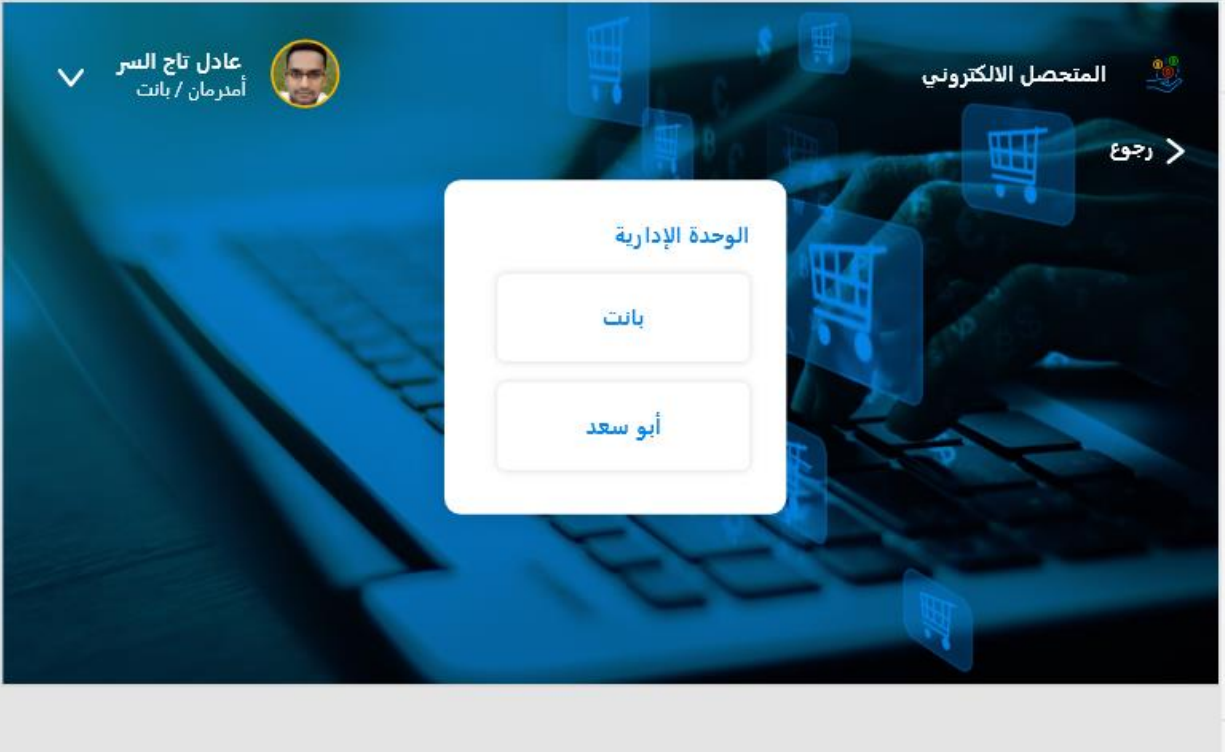 المتحصل الالكتروني
عادل تاج السر
أمدرمان / بانت
رجوع
الوحدة الإدارية
بانت
أبو سعد